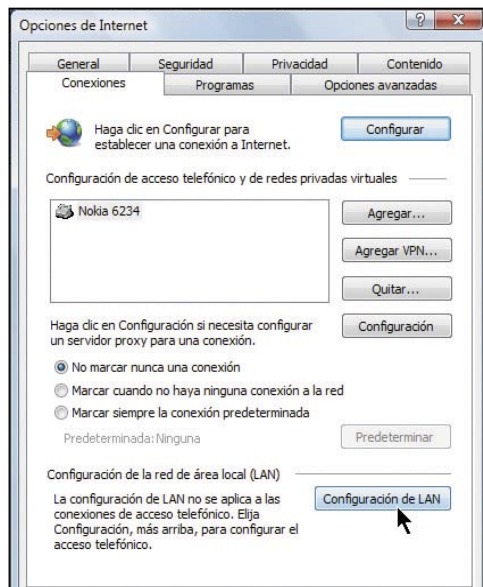 Opciones de Internet
General
Seguridad
Privacidad
Contenido
Conexiones
Programas
Opciones avanzadas
Haga clic en Configurar para
establecer una conexión a Internet.
Configurar
Configuración de acceso telefónico y de redes privadas virtuales
Nokia 6234
Agregar...
Agregar VPN...
Quitar...
Haga clic en Configuración si necesita configurar
un servidor proxy para una conexión.
Configuración
No marcar nunca una conexión
Marcar cuando no haya ninguna conexión a la red
Marcar siempre la conexión predeterminada
Predeterminada: Ninguna
Predeterminar
Configuración de la red de área local (LAN)
La configuración de LAN no se aplica a las
conexiones de acceso telefónico. Elija
Configuración, más arriba, para configurar el
acceso telefónico.
Configuración de LAN